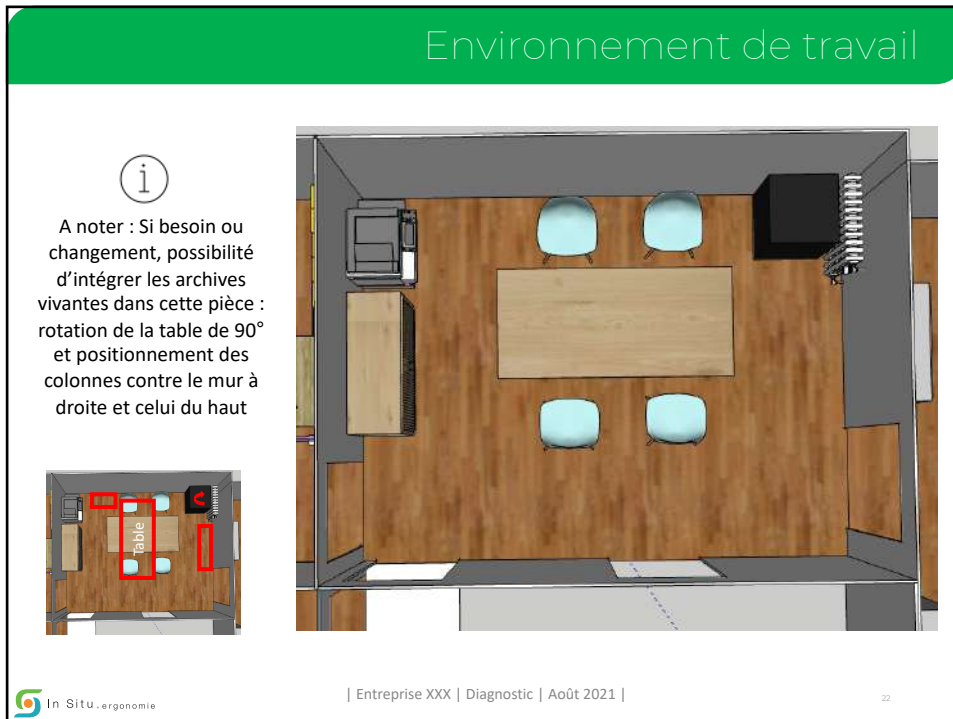 Environnement de travail
A noter : Si besoin ou
changement, possibilité
d'intégrer les archives
vivantes dans cette pièce :
rotation de la table de 90°
et positionnement des
colonnes contre le mur à
droite et celui du haut
Table
In Situ.ergonomie
| Entreprise XXX | Diagnostic | Août 2021 |
22